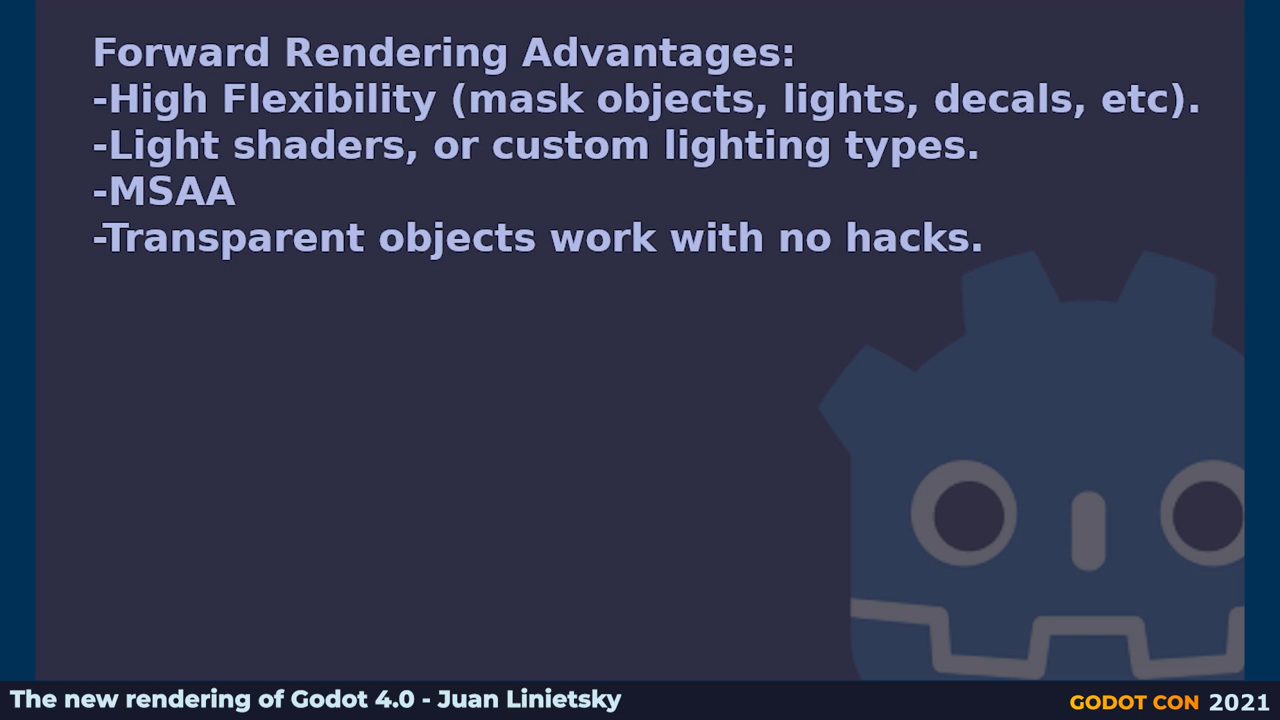 Forward Rendering Advantages:
-High Flexibility (mask objects, lights, decals, etc).
-Light shaders, or custom lighting types.
-MSAA
-Transparent objects work with no hacks.
The new rendering of Godot 4.0 - Juan Linietsky
GODOT CON 2021